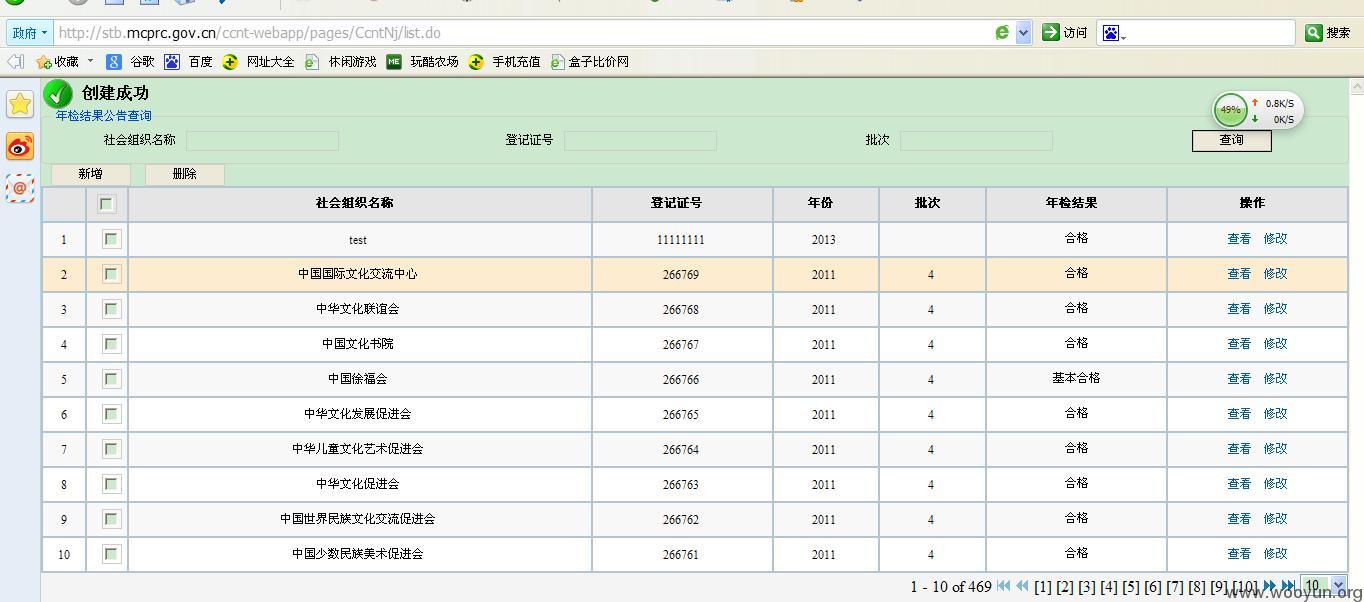 政府 http://stb.mcprc.gov.cn/ccnt-webapp/pages/CcntNj/list.do 访问 搜索
收藏 谷歌 百度 网址大全 休闲游戏 ME 玩酷农场 手机充值 盒子比价网
创建成功
年检结果公告查询
49% 0.8K/S
0K/S
社会组织名称 登记证号 批次 查询
新增 删除
社会组织名称 登记证号 年份 批次 年检结果 操作
1 test 11111111 2013 合格 查看 修改
2 中国国际文化交流中心 266769 2011 4 合格 查看 修改
3 中华文化联谊会 266768 2011 4 合格 查看 修改
4 中国文化书院 266767 2011 4 合格 查看 修改
5 中国徐福会 266766 2011 4 基本合格 查看 修改
6 中华文化发展促进会 266765 2011 4 合格 查看 修改
7 中华儿童文化艺术促进会 266764 2011 4 合格 查看 修改
8 中华文化促进会 266763 2011 4 合格 查看 修改
9 中国世界民族文化交流促进会 266762 2011 4 合格 查看 修改
10 中国少数民族美术促进会 266761 2011 4 合格 查看 修改
1 - 10 of 469 [1] [2] [3] [4] [5] [6] [7] [8] [9] [10] 10
www.wooyun.org